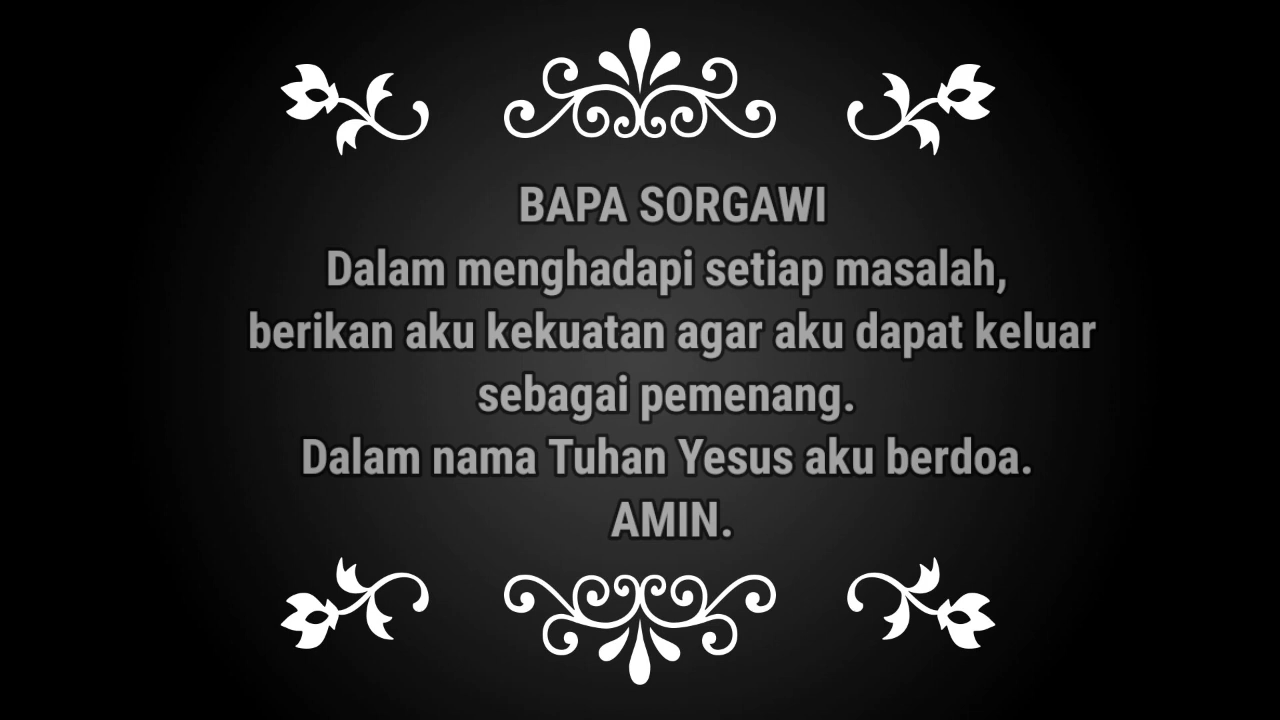 BAPA SORGAWI
Dalam menghadapi setiap masalah,
berikan aku kekuatan agar aku dapat keluar
sebagai pemenang.
Dalam nama Tuhan Yesus aku berdoa.
AMIN.